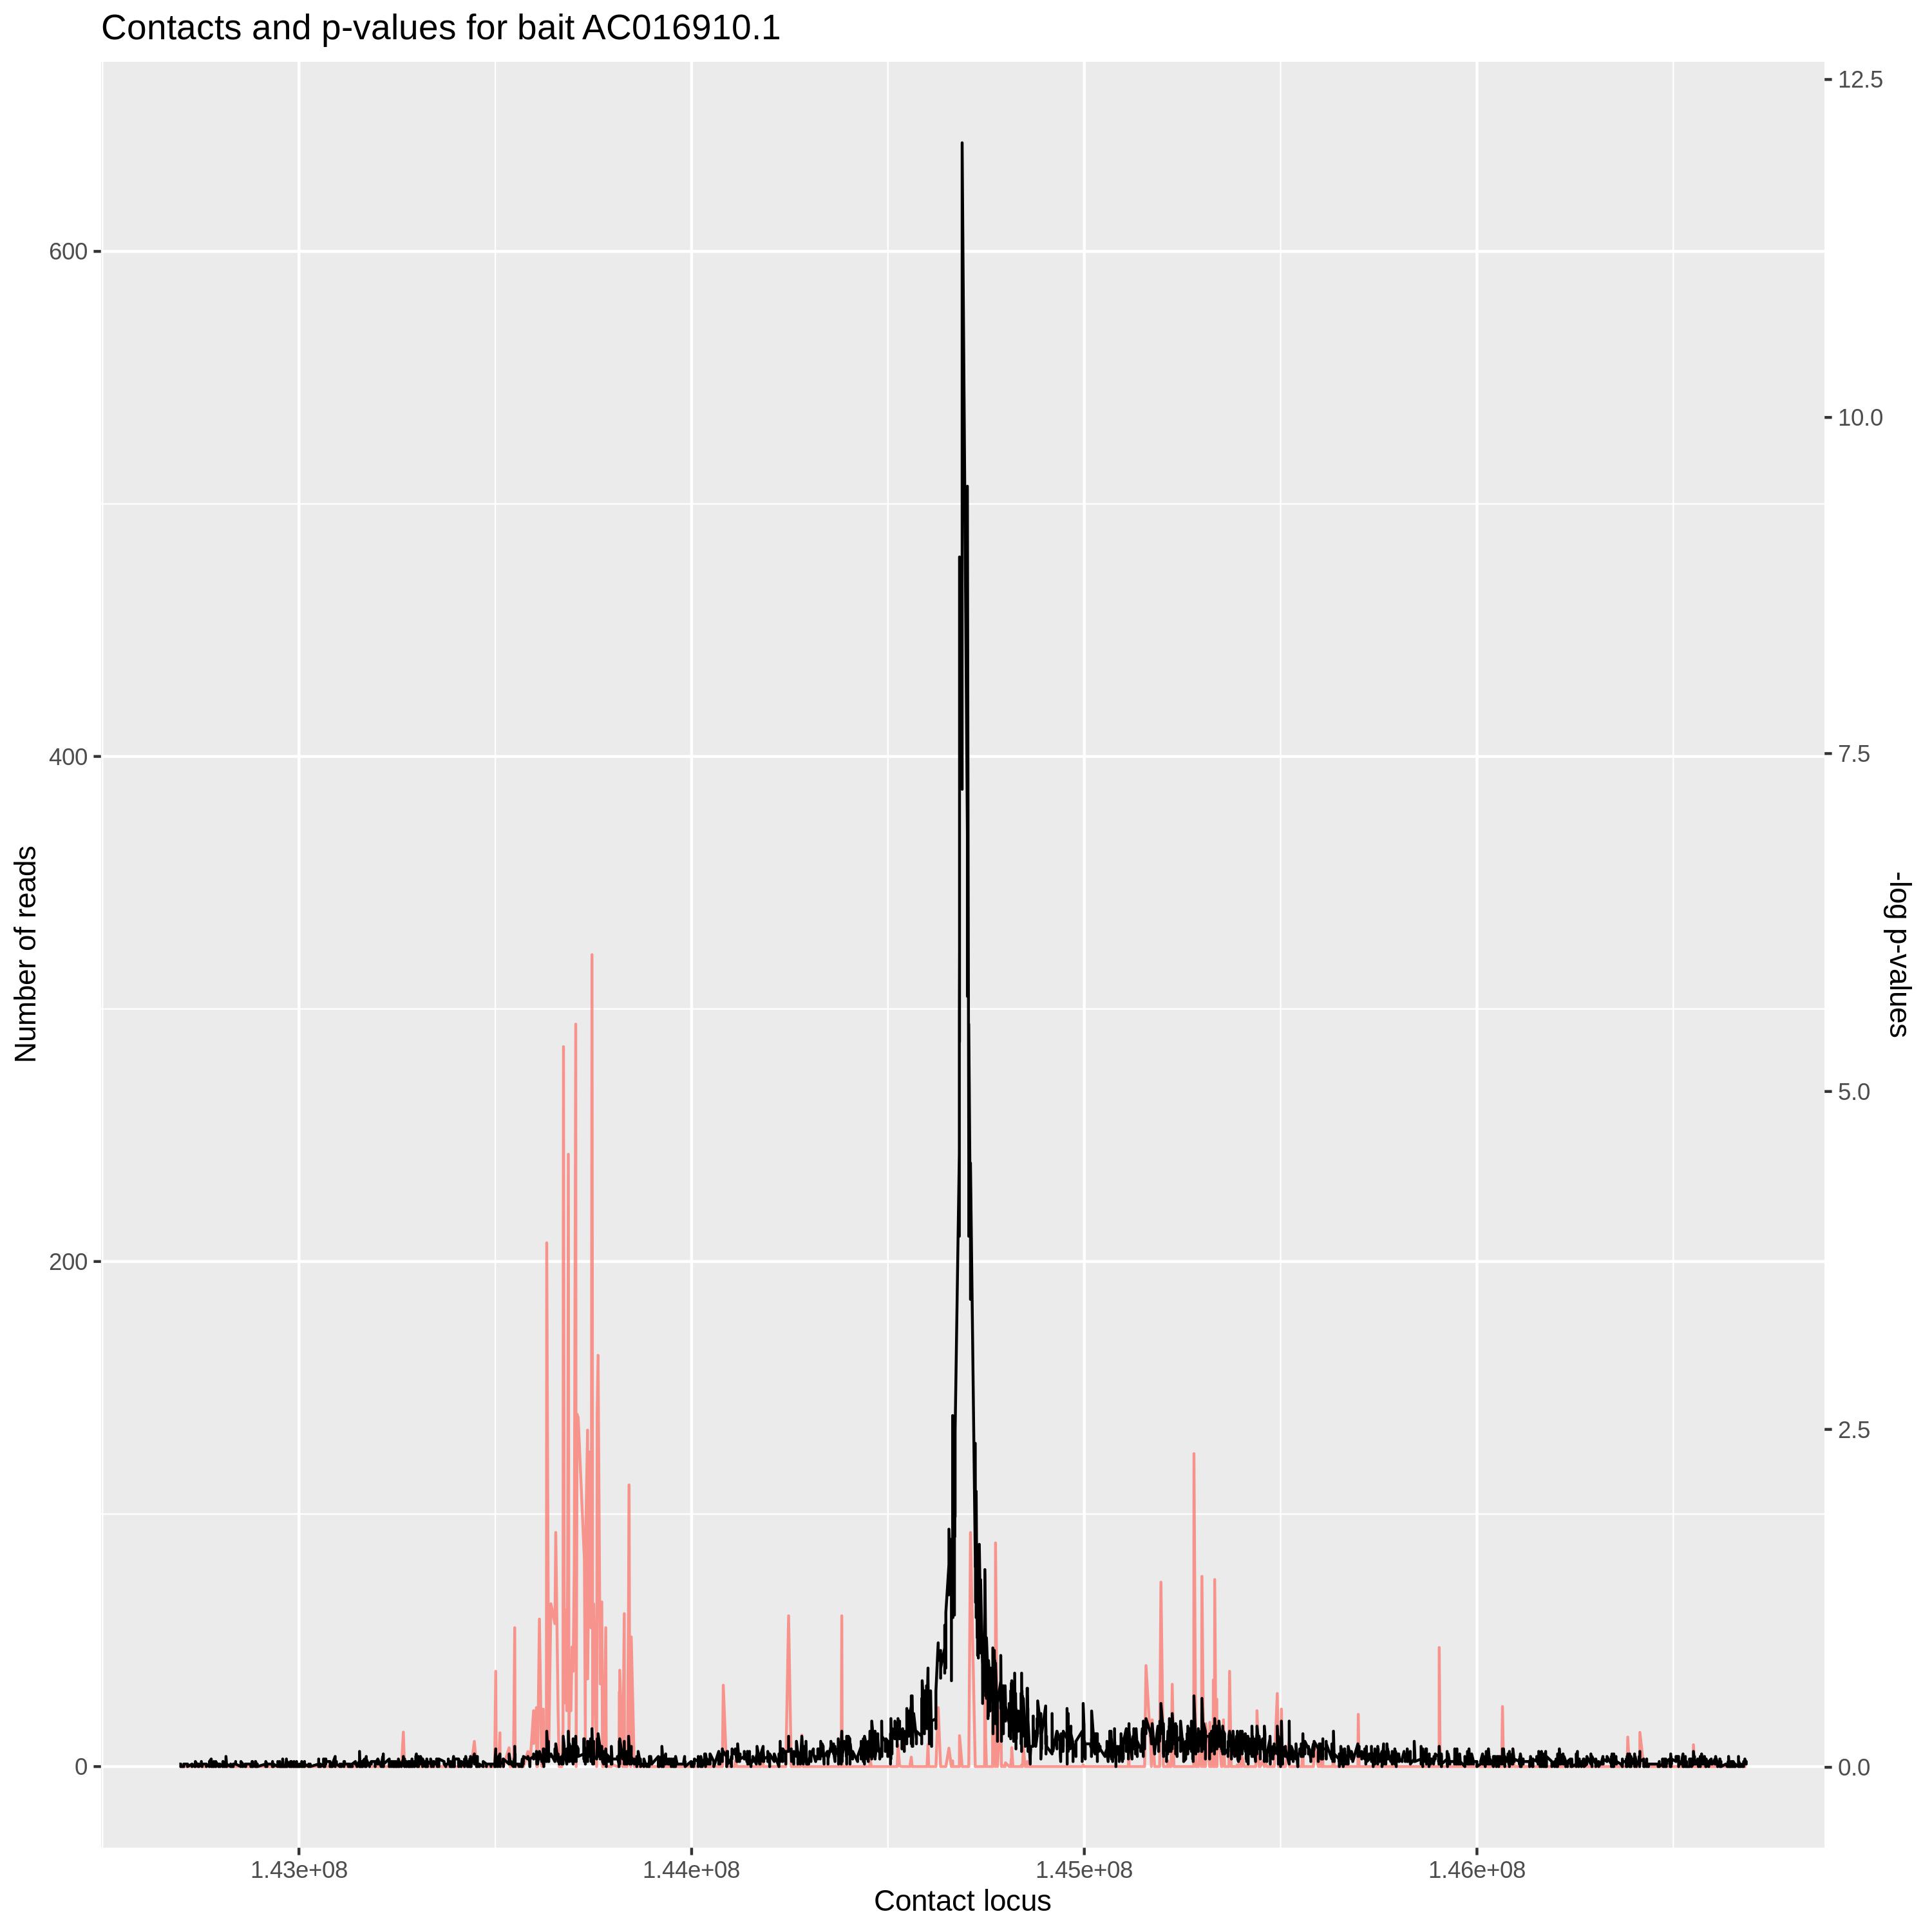 Contacts and p-values for bait AC016910.1
12.5
10.0
7.5
5.0
2.5
0.0
-log p-values
600
400
200
0
Number of reads
1.43e+08
1.44e+08
1.45e+08
1.46e+08
Contact locus